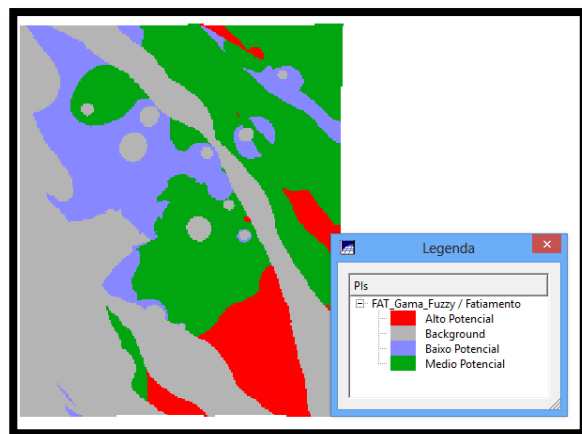 Legenda
PIs
FAT_Gama_Fuzzy / Fatiamento
Alto Potencial
Background
Baixo Potencial
Medio Potencial